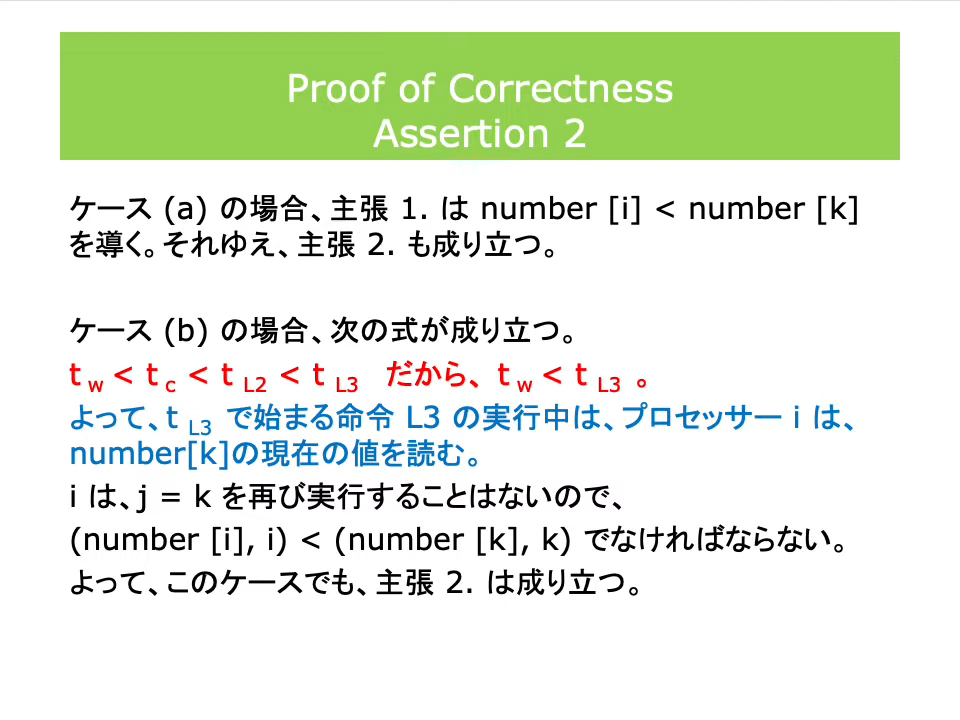 Proof of Correctness
Assertion 2
ケース (a) の場合、主張 1. は number [i] < number [k]
を導く。それゆえ、主張 2. も成り立つ。
ケース (b) の場合、次の式が成り立つ。
t w < t c < t L2 < t L3 だから、 t w < t L3 。
よって、t L3 で始まる命令 L3 の実行中は、プロセッサー i は、
number[k]の現在の値を読む。
i は、j = k を再び実行することはないので、
(number [i], i) < (number [k], k) でなければならない。
よって、このケースでも、主張 2. は成り立つ。